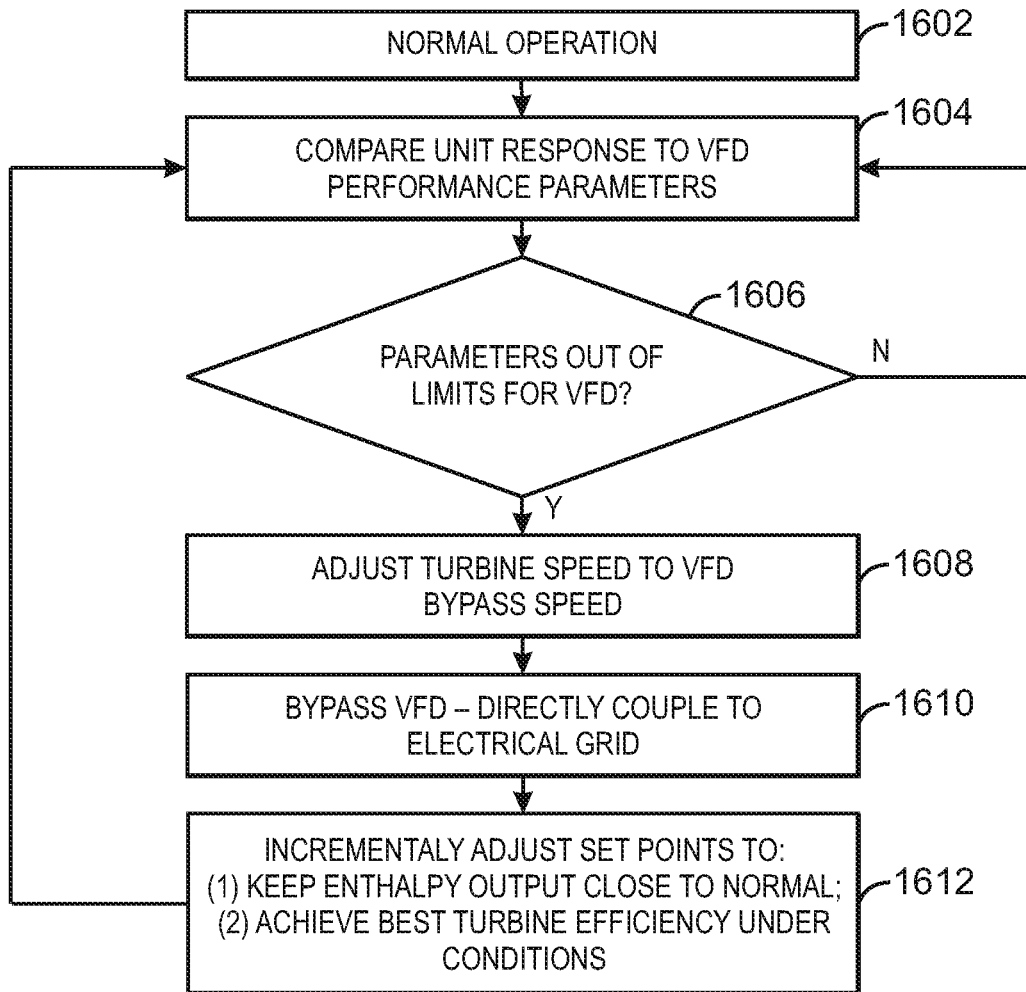 NORMAL OPERATION
1602
COMPARE UNIT RESPONSE TO VFD
PERFORMANCE PARAMETERS
1604
PARAMETERS OUT OF
LIMITS FOR VFD?
1606
N
Y
ADJUST TURBINE SPEED TO VFD
BYPASS SPEED
1608
BYPASS VFD – DIRECTLY COUPLE TO
ELECTRICAL GRID
1610
INCREMENTALY ADJUST SET POINTS TO:
(1) KEEP ENTHALPY OUTPUT CLOSE TO NORMAL;
(2) ACHIEVE BEST TURBINE EFFICIENCY UNDER
CONDITIONS
1612